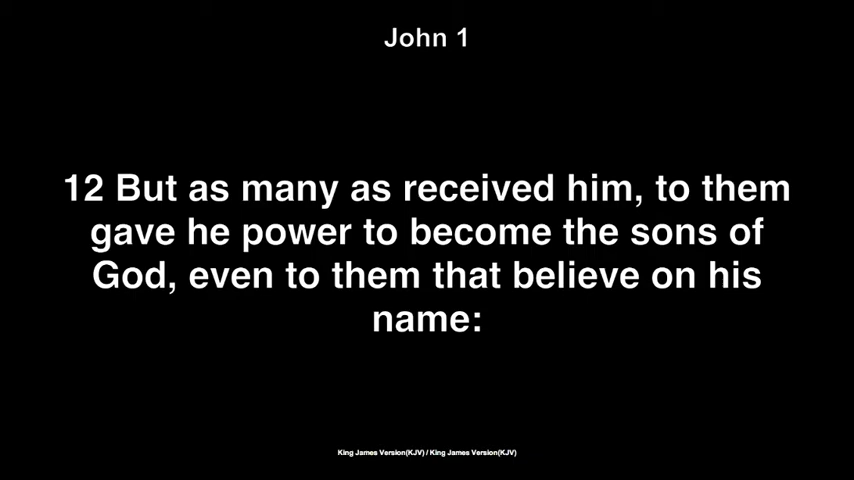 John 1
12 But as many as received him, to them
gave he power to become the sons of
God, even to them that believe on his
name:
King James Version(KJV) / King James Version(KJV)